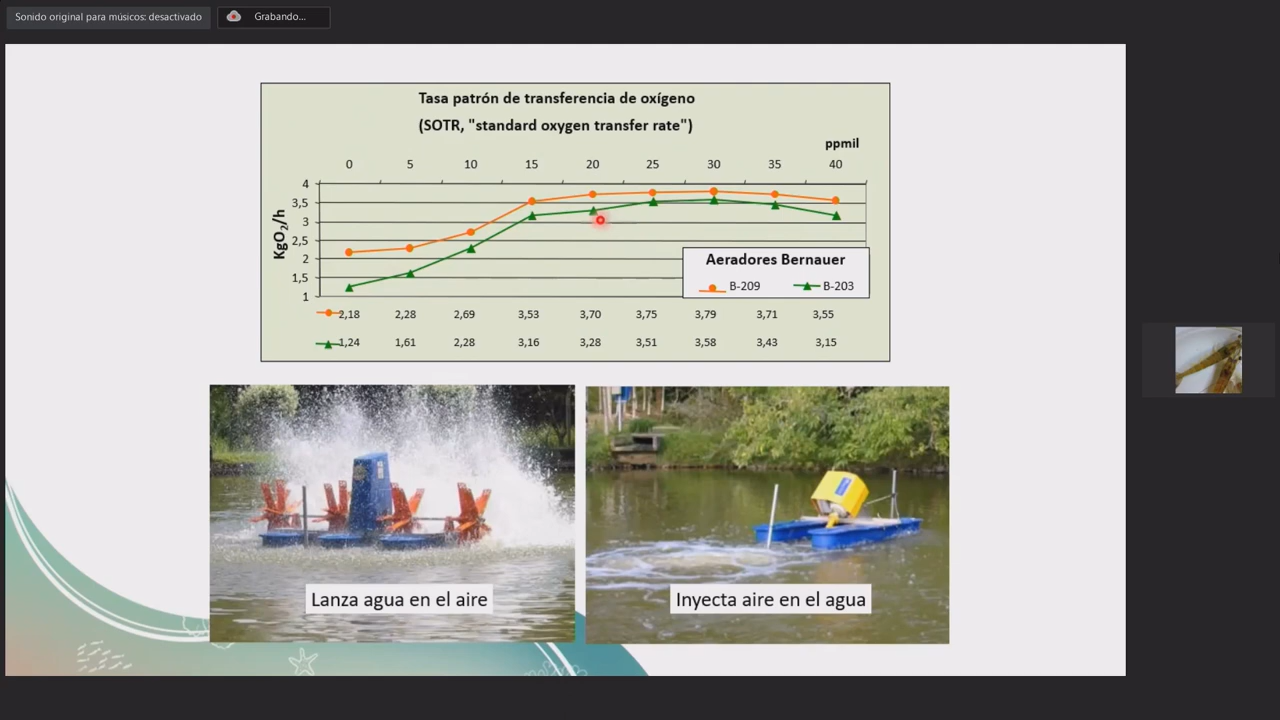 Sonido original para músicos: desactivado
Grabando...
Tasa patrón de transferencia de oxígeno
(SOTR, "standard oxygen transfer rate")
ppmil
0 5 10 15 20 25 30 35 40
4
3,5
3
2,5
2
1,5
1
KgO₂/h
Aeradores Bernauer
B-209 B-203
2,18 2,28 2,69 3,53 3,70 3,75 3,79 3,71 3,55
1,24 1,61 2,28 3,16 3,28 3,51 3,58 3,43 3,15
Lanza agua en el aire
Inyecta aire en el agua